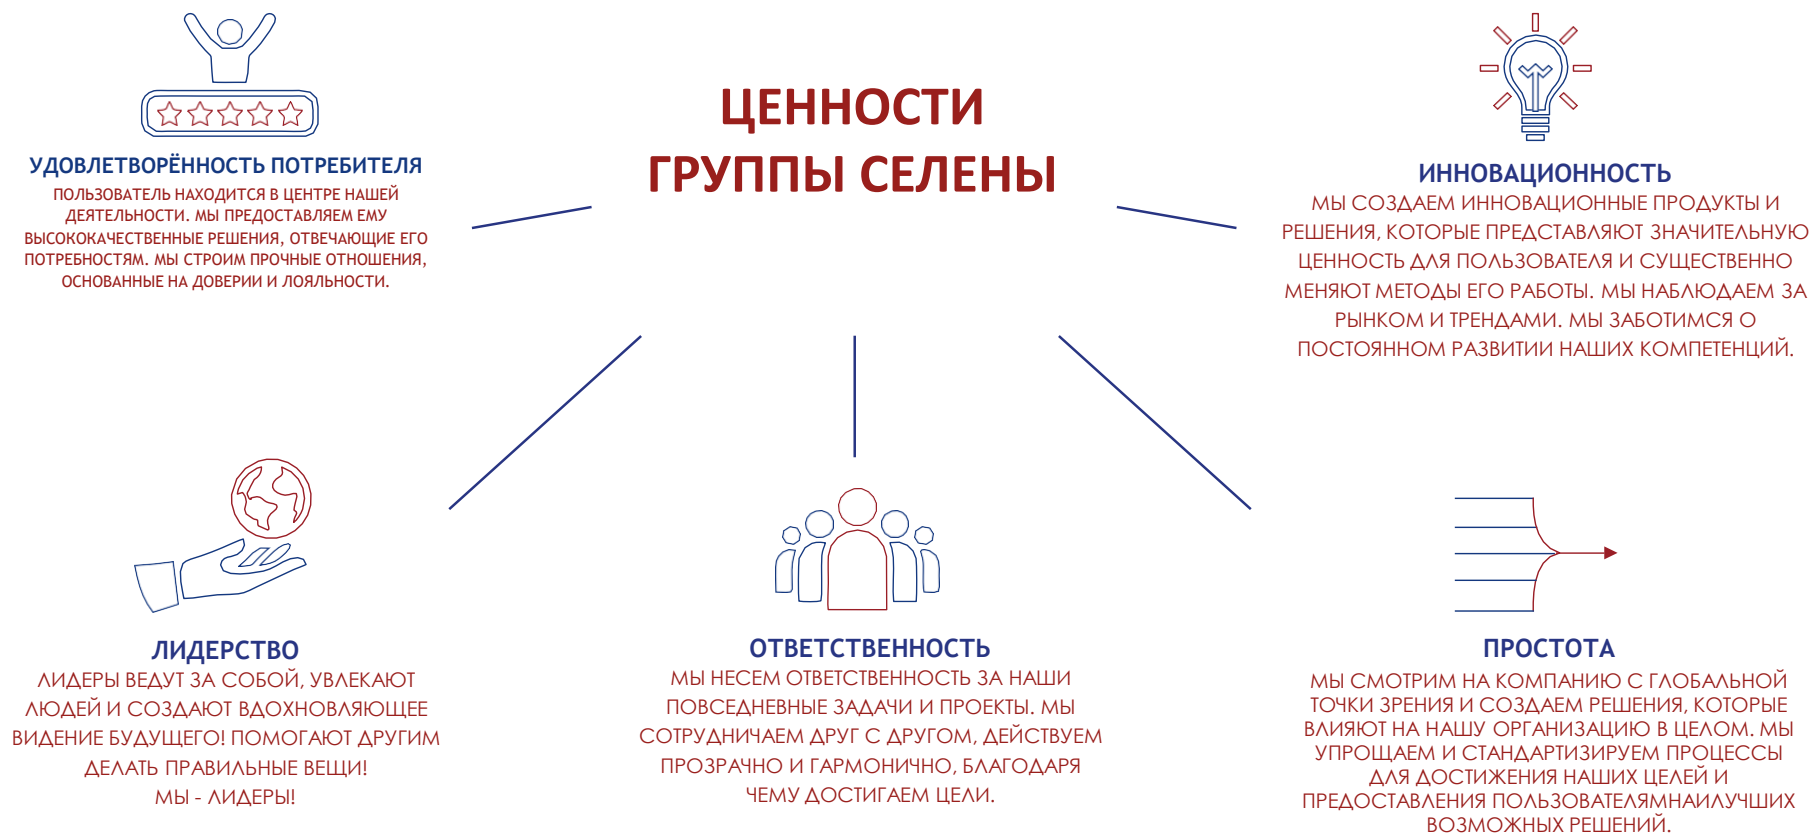 ЦЕННОСТИ
ГРУППЫ СЕЛЕНЫ
УДОВЛЕТВОРЁННОСТЬ ПОТРЕБИТЕЛЯ
ПОЛЬЗОВАТЕЛЬ НАХОДИТСЯ В ЦЕНТРЕ НАШЕЙ
ДЕЯТЕЛЬНОСТИ. МЫ ПРЕДОСТАВЛЯЕМ ЕМУ
ВЫСОКОКАЧЕСТВЕННЫЕ РЕШЕНИЯ, ОТВЕЧАЮЩИЕ ЕГО
ПОТРЕБНОСТЯМ. МЫ СТРОИМ ПРОЧНЫЕ ОТНОШЕНИЯ,
ОСНОВАННЫЕ НА ДОВЕРИИ И ЛОЯЛЬНОСТИ.
ИННОВАЦИОННОСТЬ
МЫ СОЗДАЕМ ИННОВАЦИОННЫЕ ПРОДУКТЫ И
РЕШЕНИЯ, КОТОРЫЕ ПРЕДСТАВЛЯЮТ ЗНАЧИТЕЛЬНУЮ
ЦЕННОСТЬ ДЛЯ ПОЛЬЗОВАТЕЛЯ И СУЩЕСТВЕННО
МЕНЯЮТ МЕТОДЫ ЕГО РАБОТЫ. МЫ НАБЛЮДАЕМ ЗА
РЫНКОМ И ТРЕНДАМИ. МЫ ЗАБОТИМСЯ О
ПОСТОЯННОМ РАЗВИТИИ НАШИХ КОМПЕТЕНЦИЙ.
ЛИДЕРСТВО
ЛИДЕРЫ ВЕДУТ ЗА СОБОЙ, УВЛЕКАЮТ
ЛЮДЕЙ И СОЗДАЮТ ВДОХНОВЛЯЮЩЕЕ
ВИДЕНИЕ БУДУЩЕГО! ПОМОГАЮТ ДРУГИМ
ДЕЛАТЬ ПРАВИЛЬНЫЕ ВЕЩИ!
МЫ - ЛИДЕРЫ!
ОТВЕТСТВЕННОСТЬ
МЫ НЕСЕМ ОТВЕТСТВЕННОСТЬ ЗА НАШИ
ПОВСЕДНЕВНЫЕ ЗАДАЧИ И ПРОЕКТЫ. МЫ
СОТРУДНИЧАЕМ ДРУГ С ДРУГОМ, ДЕЙСТВУЕМ
ПРОЗРАЧНО И ГАРМОНИЧНО, БЛАГОДАРЯ
ЧЕМУ ДОСТИГАЕМ ЦЕЛИ.
ПРОСТОТА
МЫ СМОТРИМ НА КОМПАНИЮ С ГЛОБАЛЬНОЙ
ТОЧКИ ЗРЕНИЯ И СОЗДАЕМ РЕШЕНИЯ, КОТОРЫЕ
ВЛИЯЮТ НА НАШУ ОРГАНИЗАЦИЮ В ЦЕЛОМ. МЫ
УПРОЩАЕМ И СТАНДАРТИЗИРУЕМ ПРОЦЕССЫ
ДЛЯ ДОСТИЖЕНИЯ НАШИХ ЦЕЛЕЙ И
ПРЕДОСТАВЛЕНИЯ ПОЛЬЗОВАТЕЛЯМНАИЛУЧШИХ
ВОЗМОЖНЫХ РЕШЕНИЙ.